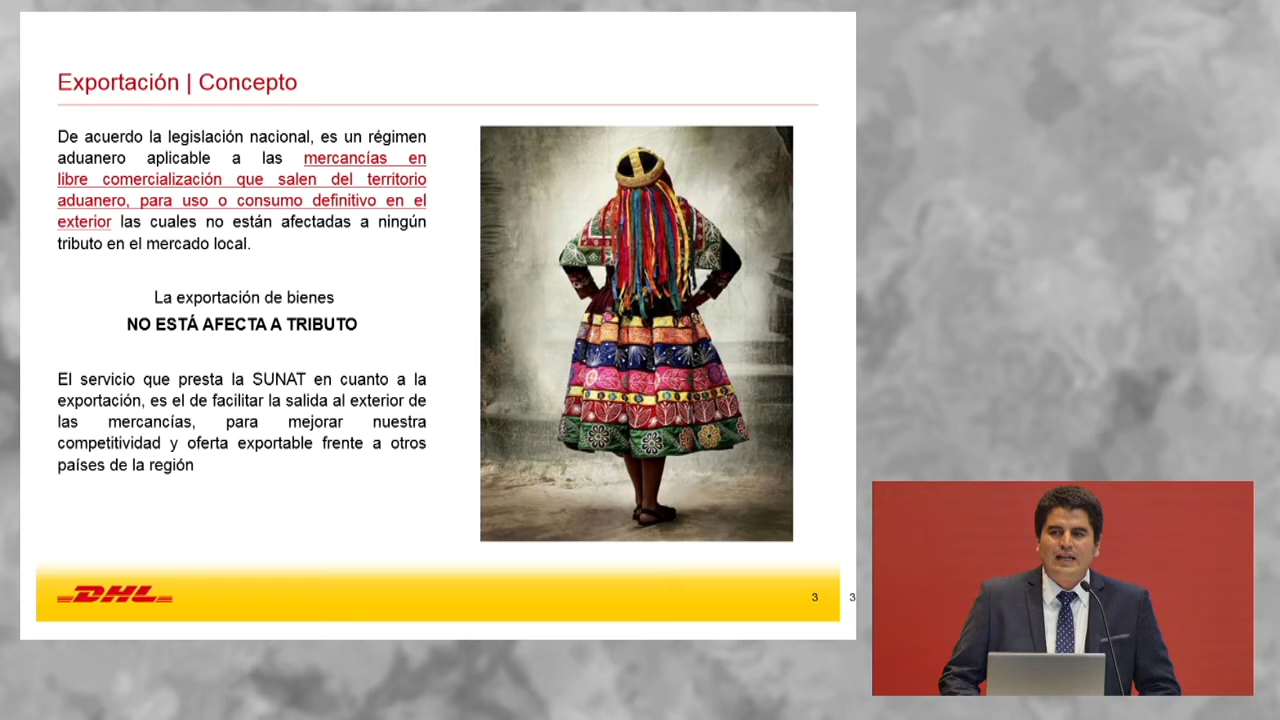 Exportación | Concepto
De acuerdo la legislación nacional, es un régimen
aduanero aplicable a las mercancías en
libre comercialización que salen del territorio
aduanero, para uso o consumo definitivo en el
exterior las cuales no están afectadas a ningún
tributo en el mercado local.
La exportación de bienes
NO ESTÁ AFECTA A TRIBUTO
El servicio que presta la SUNAT en cuanto a la
exportación, es el de facilitar la salida al exterior de
las mercancías, para mejorar nuestra
competitividad y oferta exportable frente a otros
países de la región
DHL
3
3